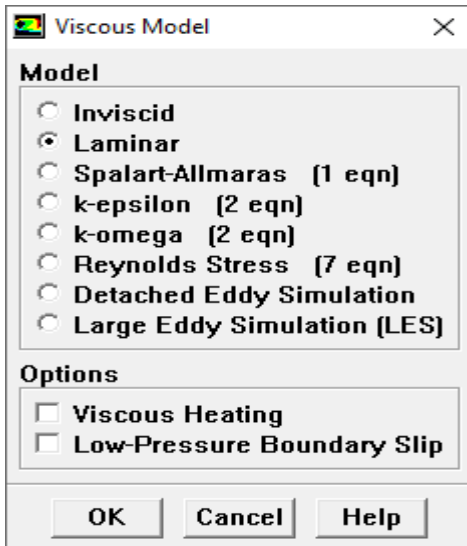 Viscous Model
Model
Inviscid
Laminar
Spalart-Allmaras (1 eqn)
k-epsilon (2 eqn)
k-omega (2 eqn)
Reynolds Stress (7 eqn)
Detached Eddy Simulation
Large Eddy Simulation (LES)
Options
Viscous Heating
Low-Pressure Boundary Slip
OK Cancel Help